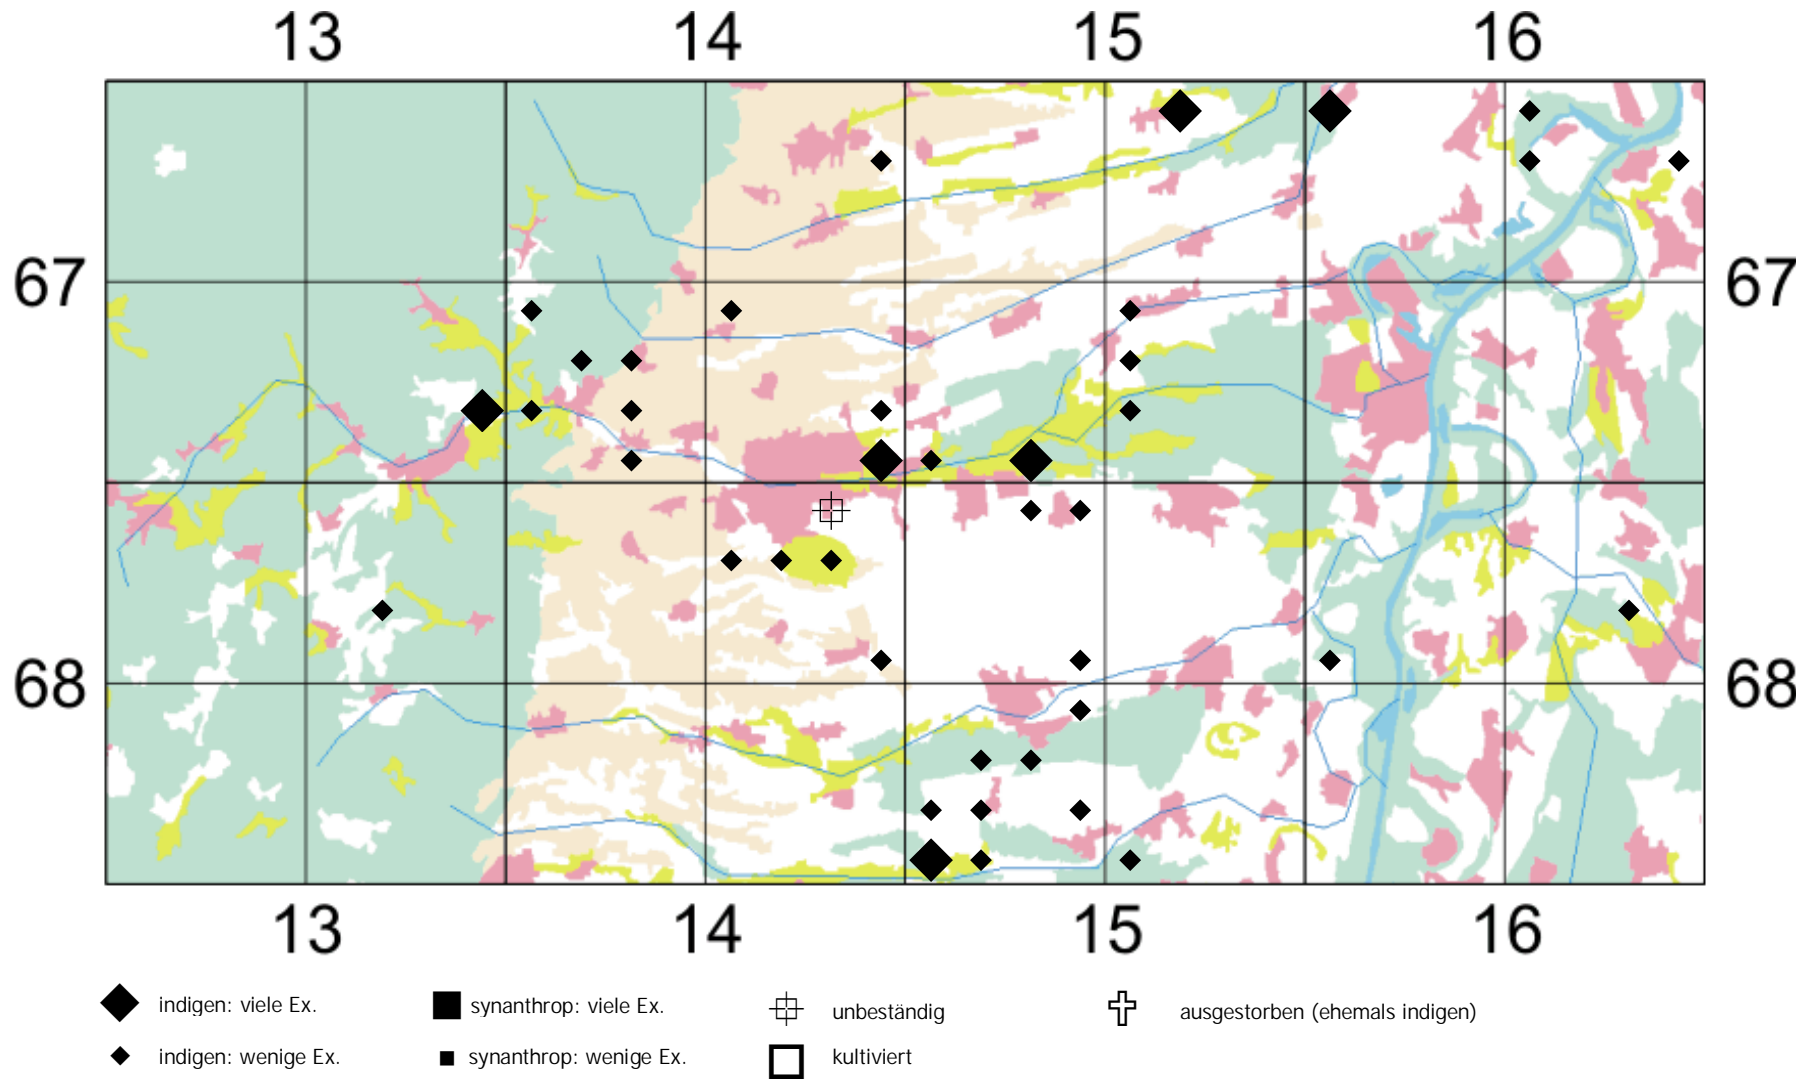 13 14 15 16
67 67
68 68
13 14 15 16
indigen: viele Ex. synanthrop: viele Ex. unbeständig ausgestorben (ehemals indigen)
indigen: wenige Ex. synanthrop: wenige Ex. kultiviert